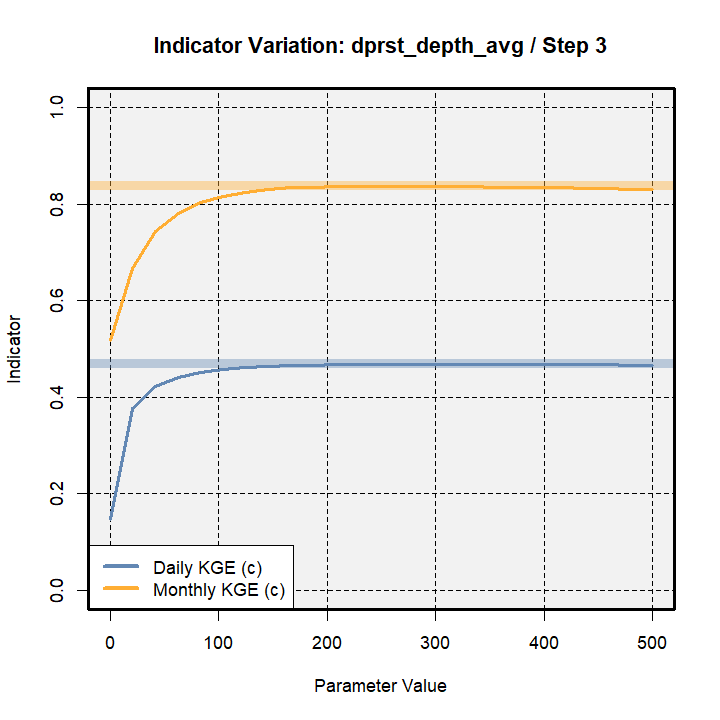 Indicator Variation: dprst_depth_avg / Step 3
Indicator
1.0
0.8
0.6
0.4
0.2
0.0
Daily KGE (c)
Monthly KGE (c)
0 100 200 300 400 500
Parameter Value